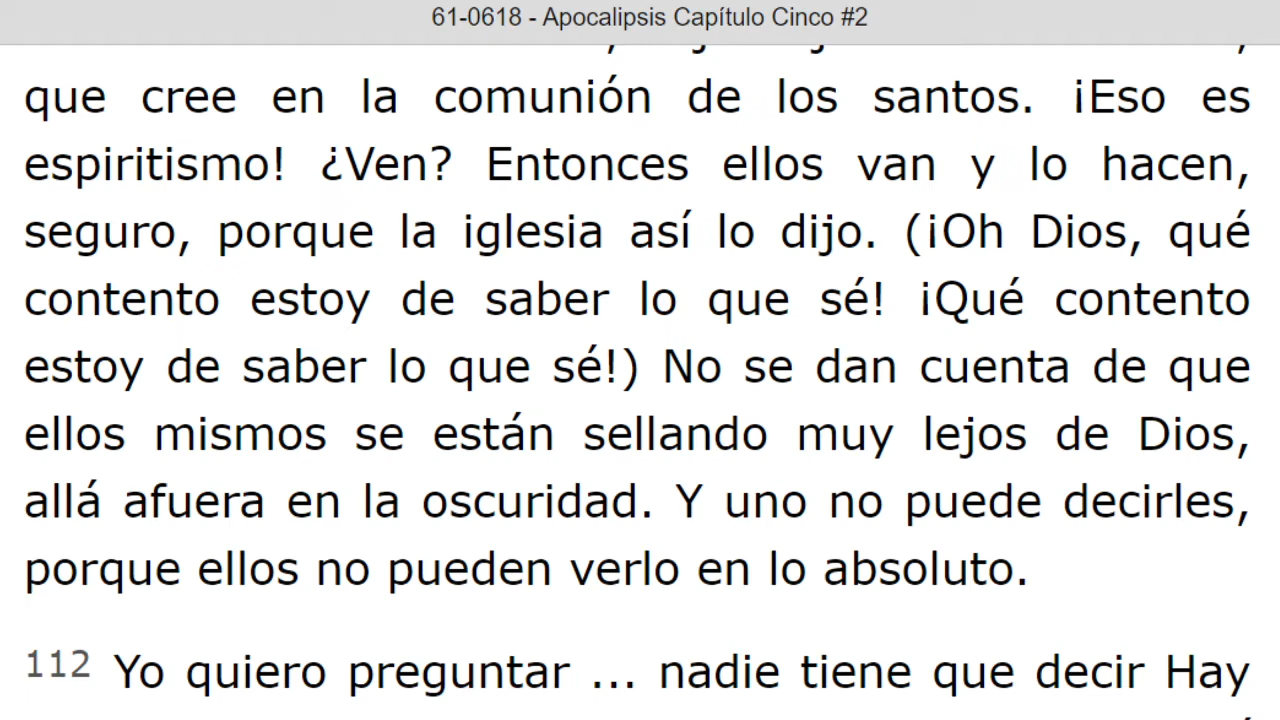 61-0618 - Apocalipsis Capítulo Cinco #2
que cree en la comunión de los santos. ¡Eso es
espiritismo! ¿Ven? Entonces ellos van y lo hacen,
seguro, porque la iglesia así lo dijo. (¡Oh Dios, qué
contento estoy de saber lo que sé! ¡Qué contento
estoy de saber lo que sé!) No se dan cuenta de que
ellos mismos se están sellando muy lejos de Dios,
allá afuera en la oscuridad. Y uno no puede decirles,
porque ellos no pueden verlo en lo absoluto.
112 Yo quiero preguntar ... nadie tiene que decir Hay